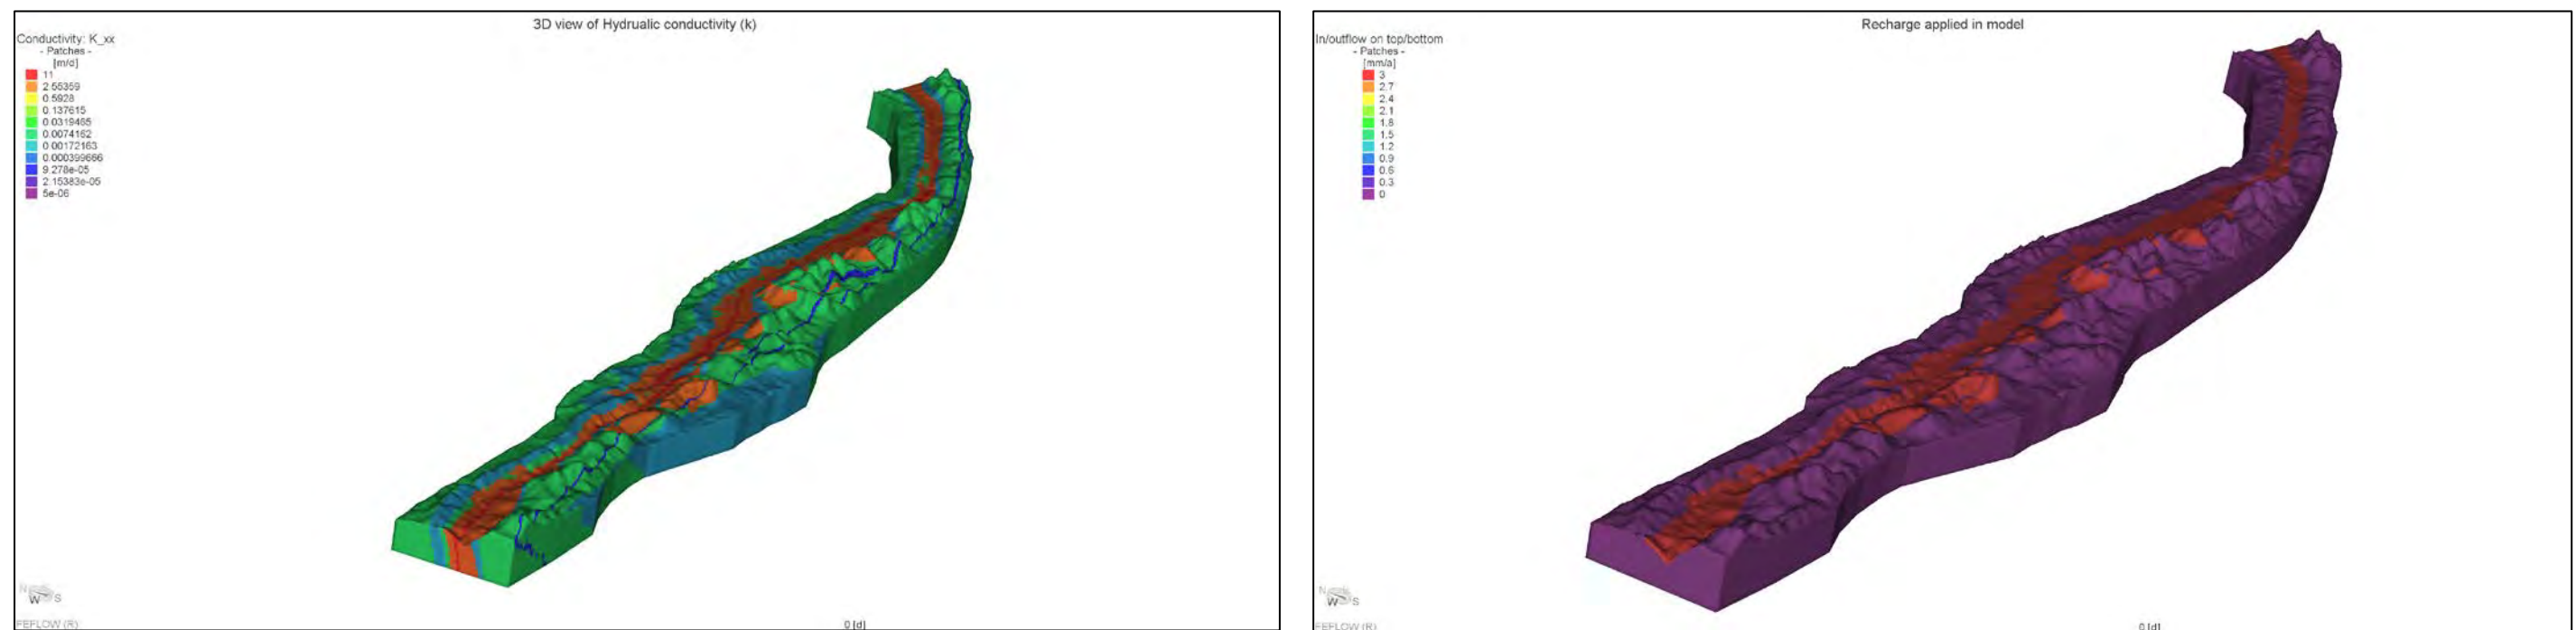 3D view of Hydrualic conductivity (k)
Conductivity: K_xx
- Patches -
[m/d]
11
2.55359
0.5928
0.137615
0.0319465
0.0074162
0.00172163
0.000399666
9.278e-05
2.15383e-05
5e-06
N
W S
FEFLOW (R)
0 [d]
Recharge applied in model
In/outflow on top/bottom
- Patches -
[mm/a]
3
2.7
2.4
2.1
1.8
1.5
1.2
0.9
0.6
0.3
0
N
W S
FEFLOW (R)
0 [d]